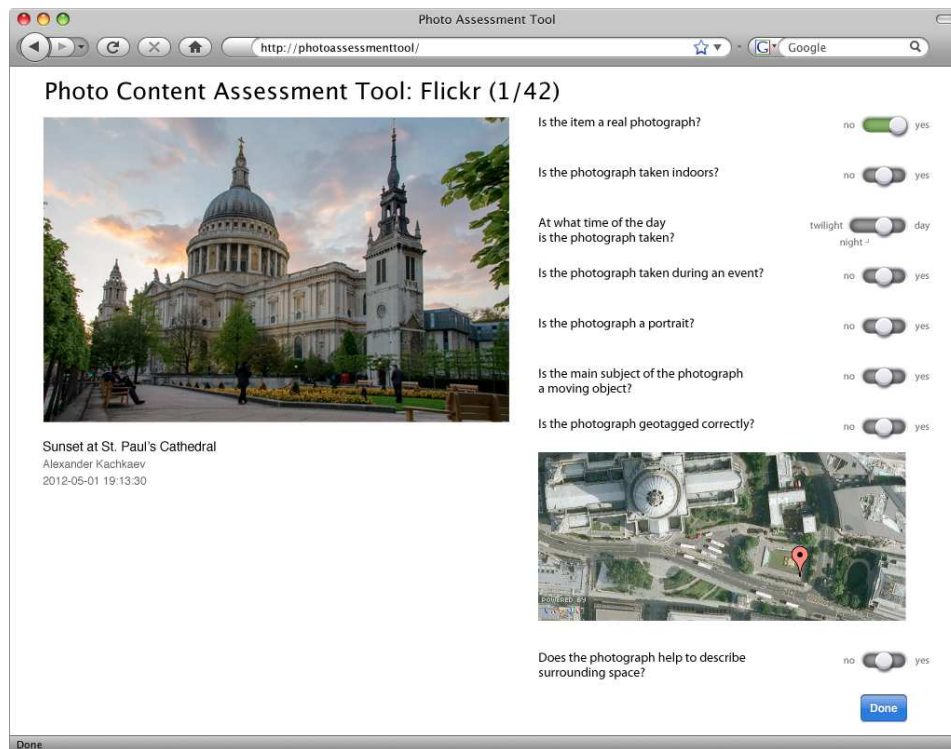 Photo Assessment Tool
http://photoassessmenttool/
G
Google
Photo Content Assessment Tool: Flickr (1/42)
Is the item a real photograph?
no yes
Is the photograph taken indoors?
no yes
At what time of the day
is the photograph taken?
twilight day
night
Is the photograph taken during an event?
no yes
Is the photograph a portrait?
no yes
Is the main subject of the photograph
a moving object?
no yes
Is the photograph geotagged correctly?
no yes
Sunset at St. Paul's Cathedral
Alexander Kachkaev
2012-05-01 19:13:30
POWERED BY
Does the photograph help to describe
surrounding space?
no yes
Done
Done